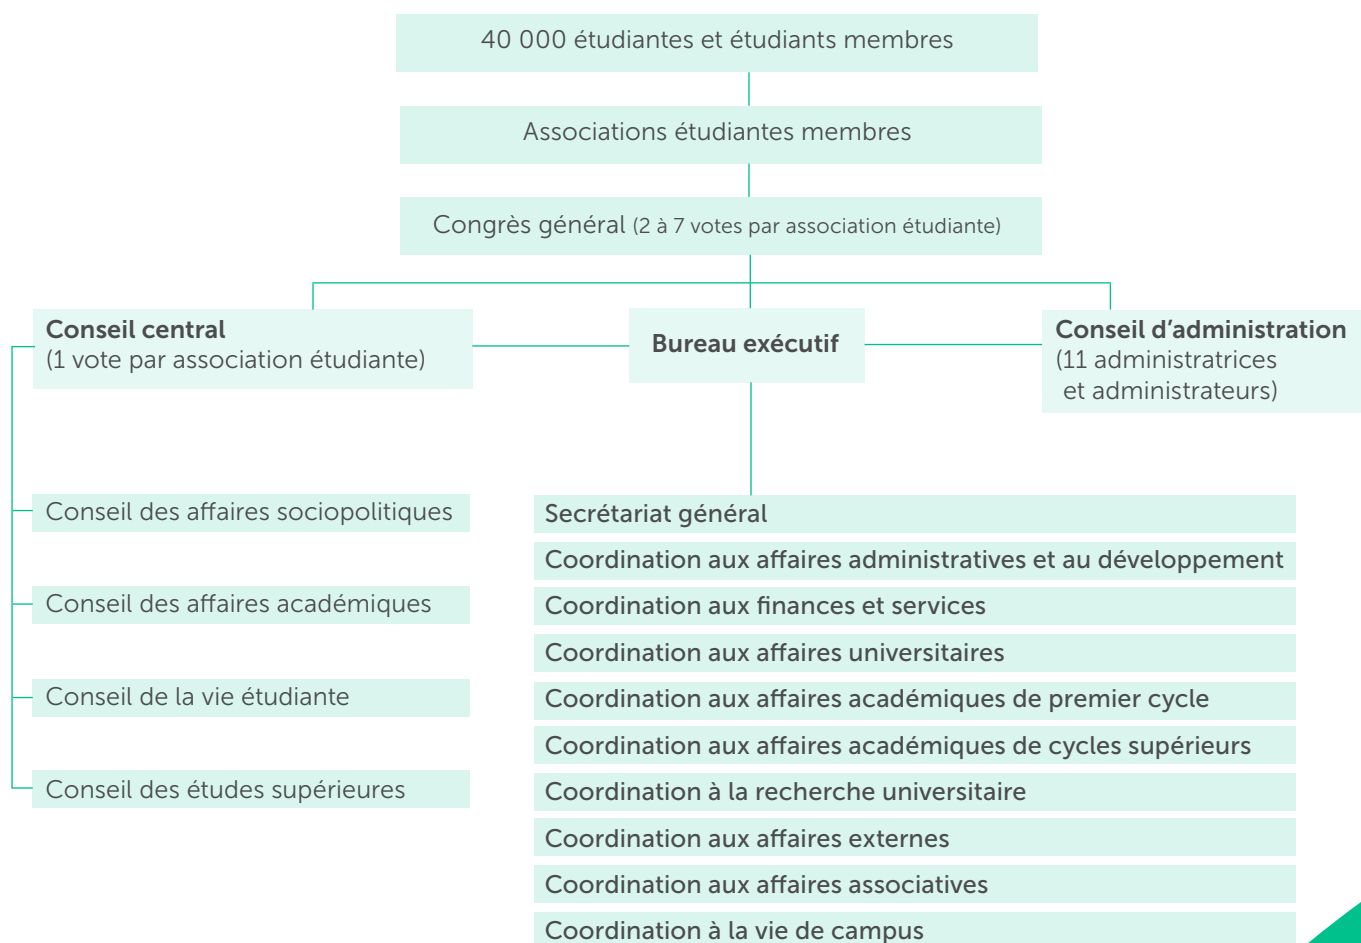 40 000 étudiantes et étudiants membres
Associations étudiantes membres
Congrès général (2 à 7 votes par association étudiante)
Conseil central
(1 vote par association étudiante)
Bureau exécutif
Conseil d'administration
(11 administratrices
et administrateurs)
Conseil des affaires sociopolitiques
Conseil des affaires académiques
Conseil de la vie étudiante
Conseil des études supérieures
Secrétariat général
Coordination aux affaires administratives et au développement
Coordination aux finances et services
Coordination aux affaires universitaires
Coordination aux affaires académiques de premier cycle
Coordination aux affaires académiques de cycles supérieurs
Coordination à la recherche universitaire
Coordination aux affaires externes
Coordination aux affaires associatives
Coordination à la vie de campus